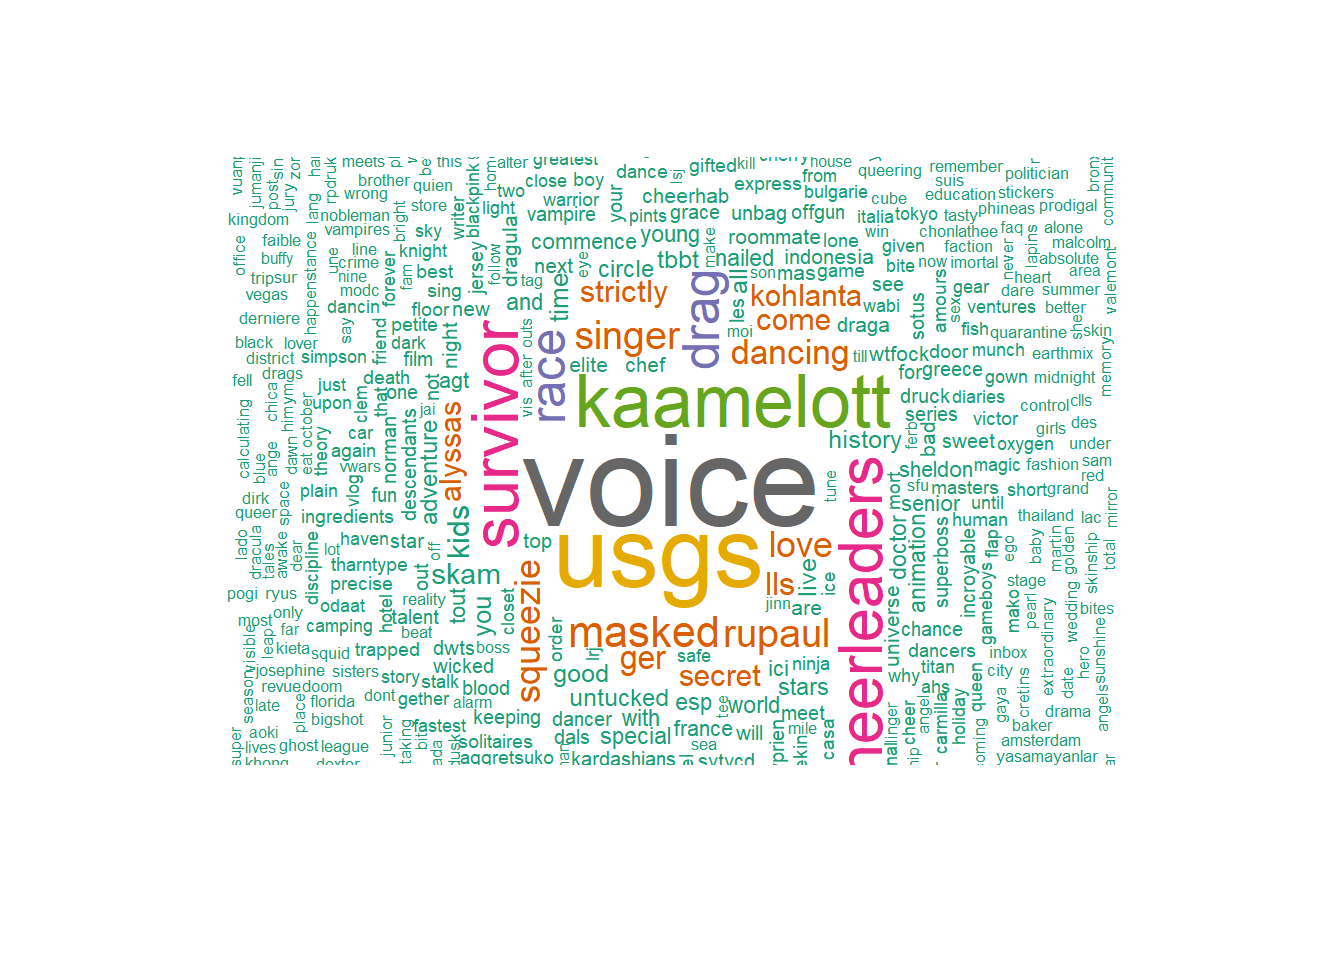 voice
usgs
kaamelott
survivor
heerleaders
drag
race
masked
rupaul
singer
dancing
strictly
kohlanta
come
love
lls
squeezie
alyssas
ger
secret
meets
brother
wrong
quien
this
alter
greatest
two
close
boy
dance
gifted
kill
house
from
queering
remember
politician
suis
education
stickers
kingdom
nobleman
store
light
warrior
vampire
your
pints
cheerhab
grace
express
bulgarie
unbag
offgun
cube
italia
tokyo
tasty
phineas
prodigal
chonlathee
faq
alone
office
faible
buffy
vampires
line
crime
nine
modc
bright
sky
knight
writer
blackpink
jersey
dragula
commence
young
make
roommate
lone
win
given
faction
never
lapins
malcolm
absolute
tripsur
vegas
happenstance
lang
rpdruk
jumanji
post
sin
jury
zor
une
forever
fam
best
sing
follow
next
eye
circle
tbbt
nailed
indonesia
son
mas
game
bite
now
imortal
heart
area
derniere
say
dancin
floor
new
and
tag
time
all
les
moi
wabi
see
sotus
amours
sex
gear
ventures
dare
summer
better
valemont
black
lover
district
simpson
friend
petite
dark
film
night
outs
after
vis
elite
chef
till
draga
wtfock
door
fish
munch
quarantine
she
skin
earthmix
memory
fell
drags
chica
himym
just
upon
death
one
that
not
agt
jai
for
greece
druck
diaries
series
gown
midnight
control
clls
calculating
blue
ange
dawn
eat
october
theory
car
clem
again
norman
descendants
adventure
history
ferb
bad
sweet
victor
oxygen
girls
des
under
dirk
queer
space
plain
vwars
vlog
fun
kids
tune
sheldon
magic
fashion
sam
red
sfu
masters
short
grand
mirror
ingredients
mort
senior
until
human
thailand
lac
lado
dracula
tales
awake
dear
discipline
haven
lot
star
off
top
doctor
animation
superboss
incroyable
flap
ego
baby
martin
golden
total
pogi
ryus
tharntype
precise
out
skam
closet
live
ice
jinn
are
universe
gameboys
mako
stage
pearl
wedding
skinship
bites
most
only
odaat
hotel
reality
talent
tout
you
order
lrj
safe
ici
ninja
chance
dancers
inbox
extraordinary
sunshine
visible
leap
far
camping
beat
kieta
squid
trapped
dwts
boss
good
esp
stars
why
titan
city
date
hero
josephine
sisters
story
stalk
wicked
blood
untucked
tee
world
meet
ahs
queen
gaya
cretins
drama
angels
season
revue
doom
dont
gether
alarm
late
florida
place
bigshot
junior
taking
fastest
keeping
dancer
with
france
will
mile
casa
angel
cheer
carmillas
holiday
baker
super
aoki
lives
ghost
league
dusk
solitaires
dals
special
sea
amsterdam
khong
dexter
aggretsuko
kardashians
sytycd
yasamayanlar